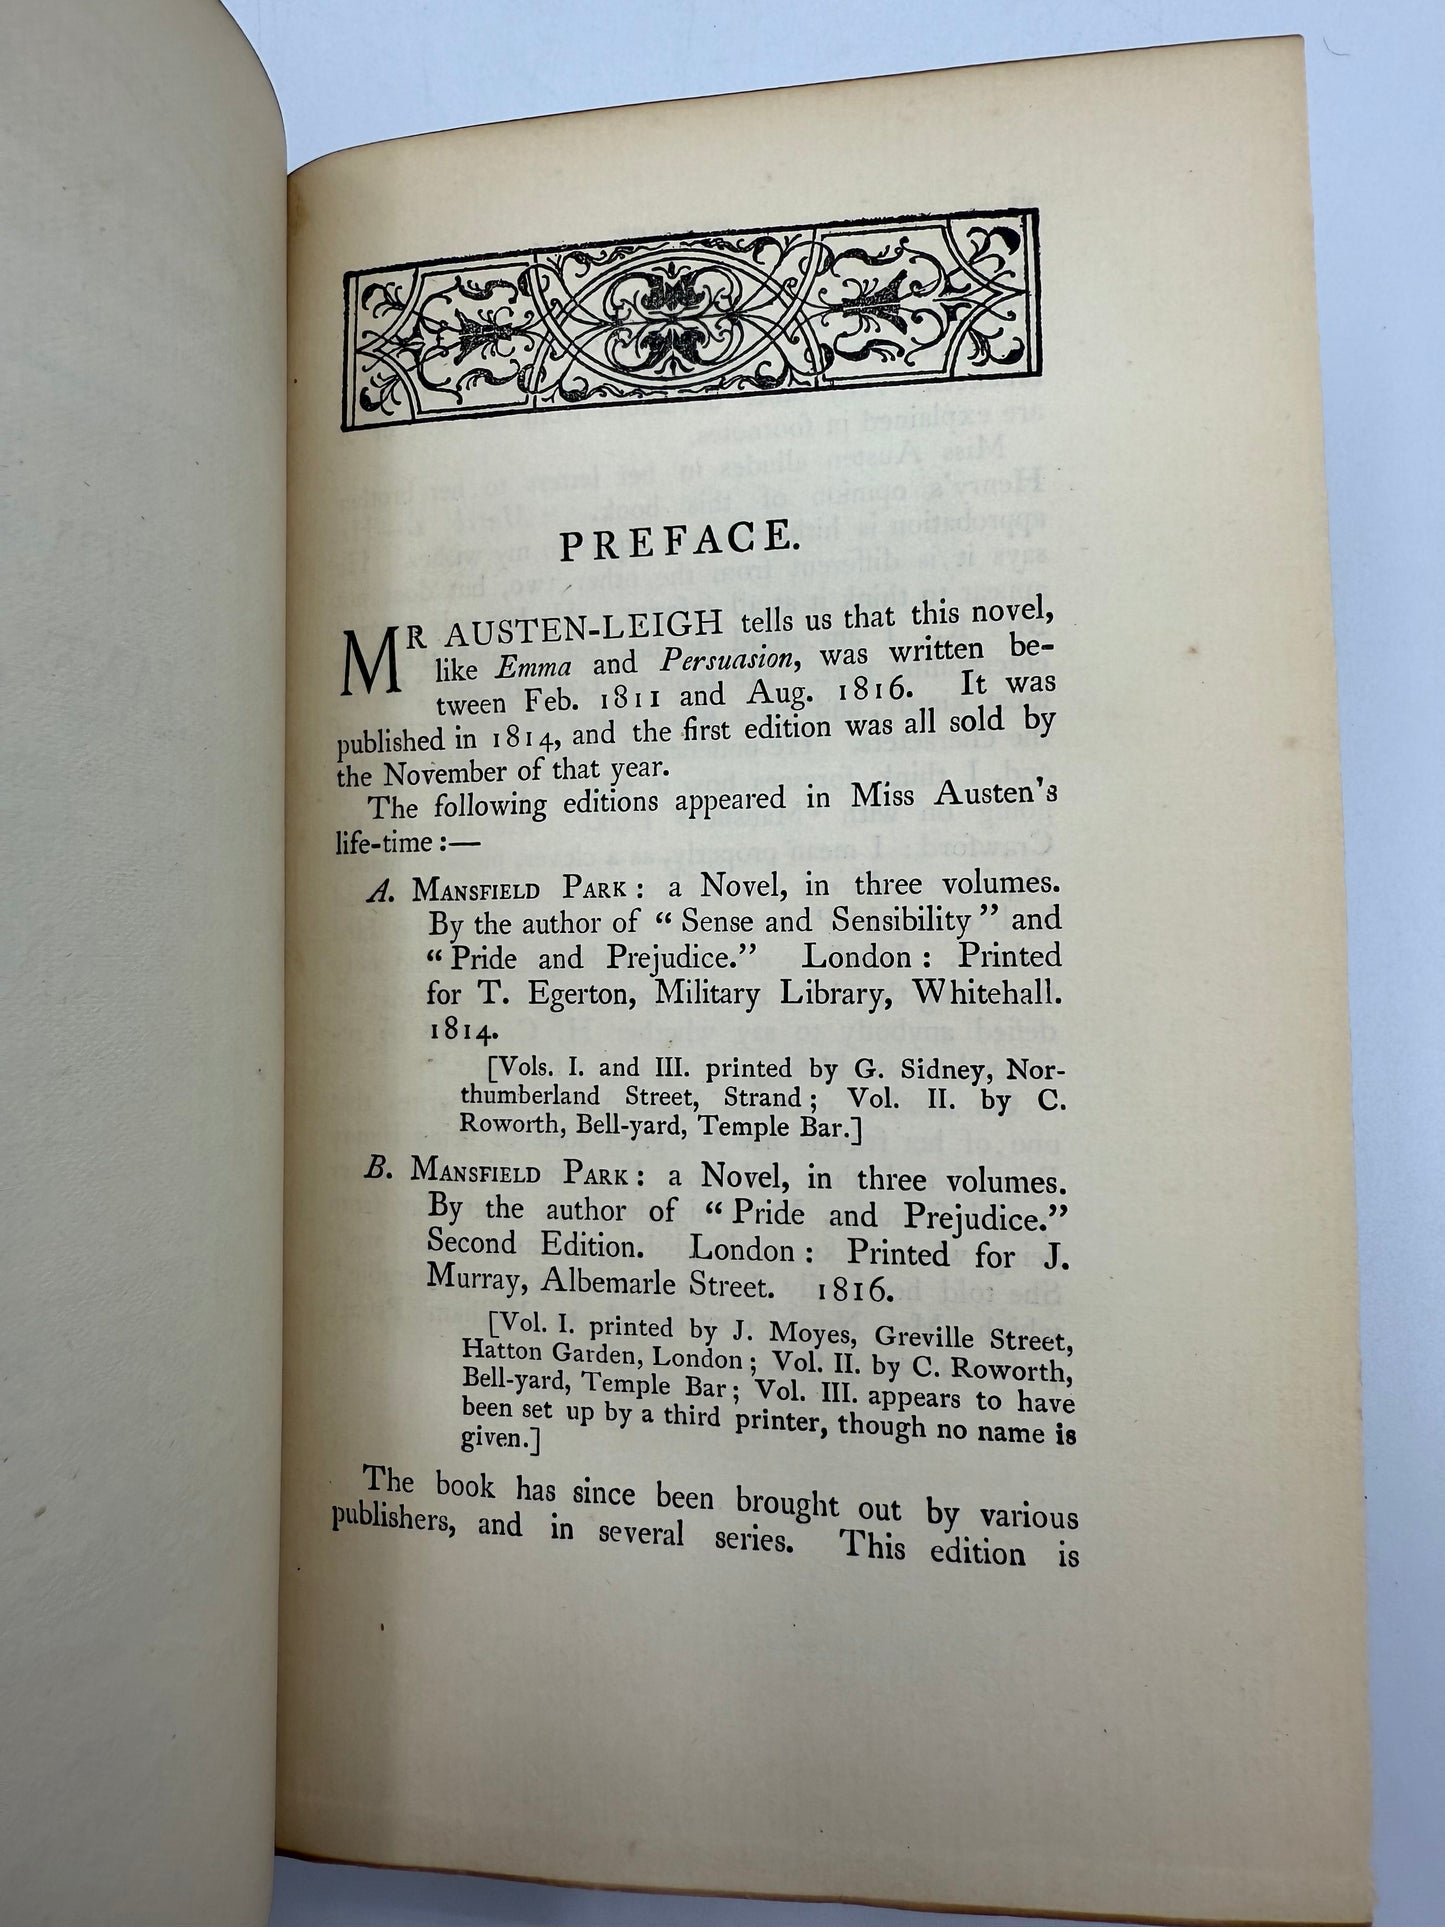 PREFACE.
MR AUSTEN-LEIGH tells us that this novel,
like Emma and Persuasion, was written be-
tween Feb. 1811 and Aug. 1816. It was
published in 1814, and the first edition was all sold by
the November of that year.
The following editions appeared in Miss Austen's
life-time :—
A. MANSFIELD PARK: a Novel, in three volumes.
By the author of "Sense and Sensibility" and
"Pride and Prejudice." London: Printed
for T. Egerton, Military Library, Whitehall.
1814.
[Vols. I. and III. printed by G. Sidney, Nor-
thumberland Street, Strand; Vol. II. by C.
Roworth, Bell-yard, Temple Bar.]
B. MANSFIELD PARK: a Novel, in three volumes.
By the author of "Pride and Prejudice."
Second Edition. London: Printed for J.
Murray, Albemarle Street. 1816.
[Vol. I. printed by J. Moyes, Greville Street,
Hatton Garden, London; Vol. II. by C. Roworth,
Bell-yard, Temple Bar; Vol. III. appears to have
been set up by a third printer, though no name is
given.]
The book has since been brought out by various
publishers, and in several series. This edition is